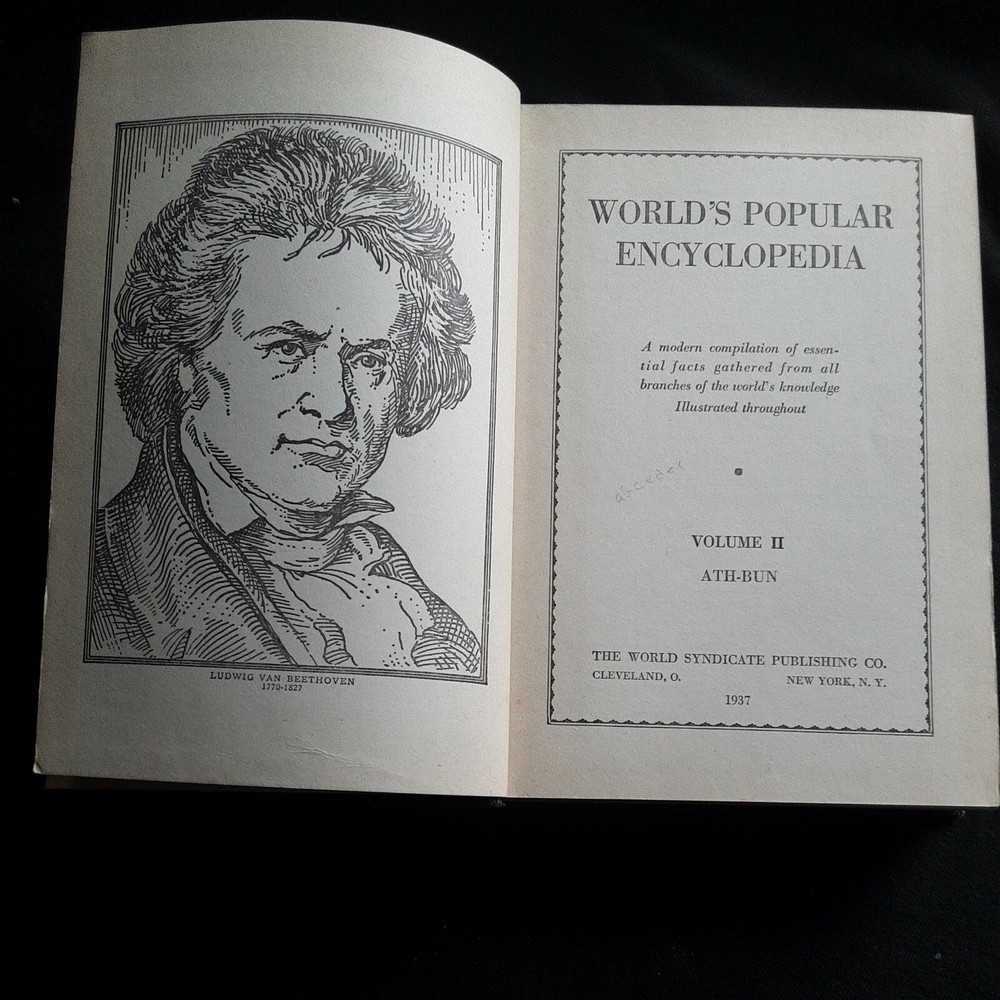 LUDWIG VAN BEETHOVEN
1770-1827
WORLD'S POPULAR
ENCYCLOPEDIA
A modern compilation of essen-
tial facts gathered from all
branches of the world's knowledge
Illustrated throughout
VOLUME II
ATH-BUN
THE WORLD SYNDICATE PUBLISHING CO.
CLEVELAND, O. NEW YORK, N. Y.
1937